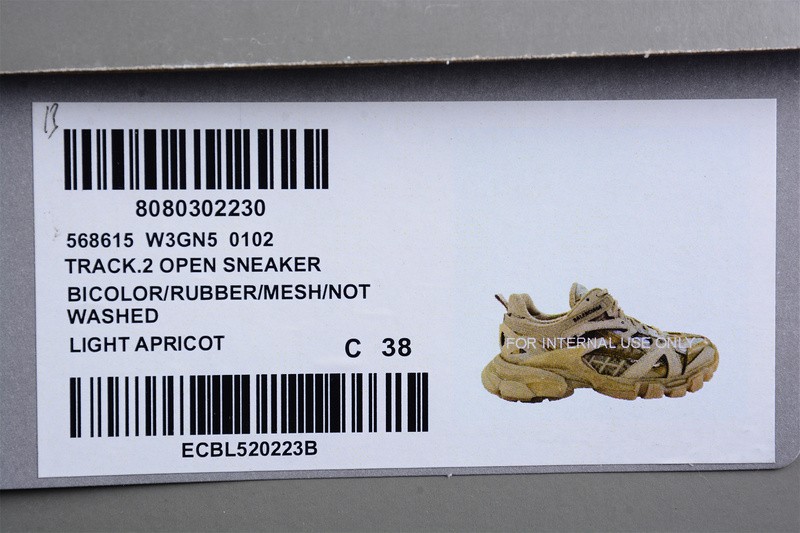 13
8080302230
568615 W3GN5 0102
TRACK.2 OPEN SNEAKER
BICOLOR/RUBBER/MESH/NOT
WASHED
LIGHT APRICOT
C 38
FOR INTERNAL USE ONLY
ECBL520223B